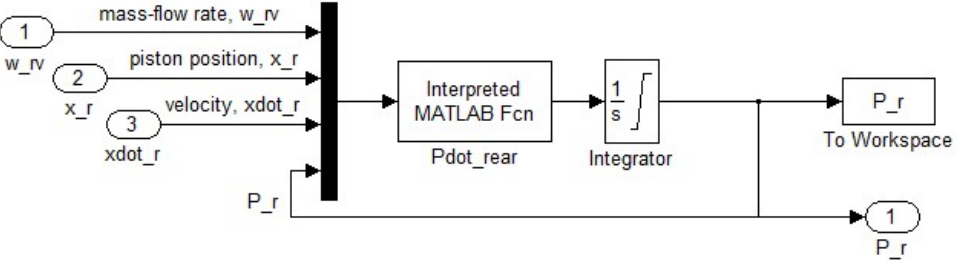 mass-flow rate, w_rv
1
w_rv
piston position, x_r
2
x_r
velocity, xdot_r
3
xdot_r
P_r
Interpreted
MATLAB Fcn
Pdot_rear
1
s
Integrator
P_r
To Workspace
1
P_r